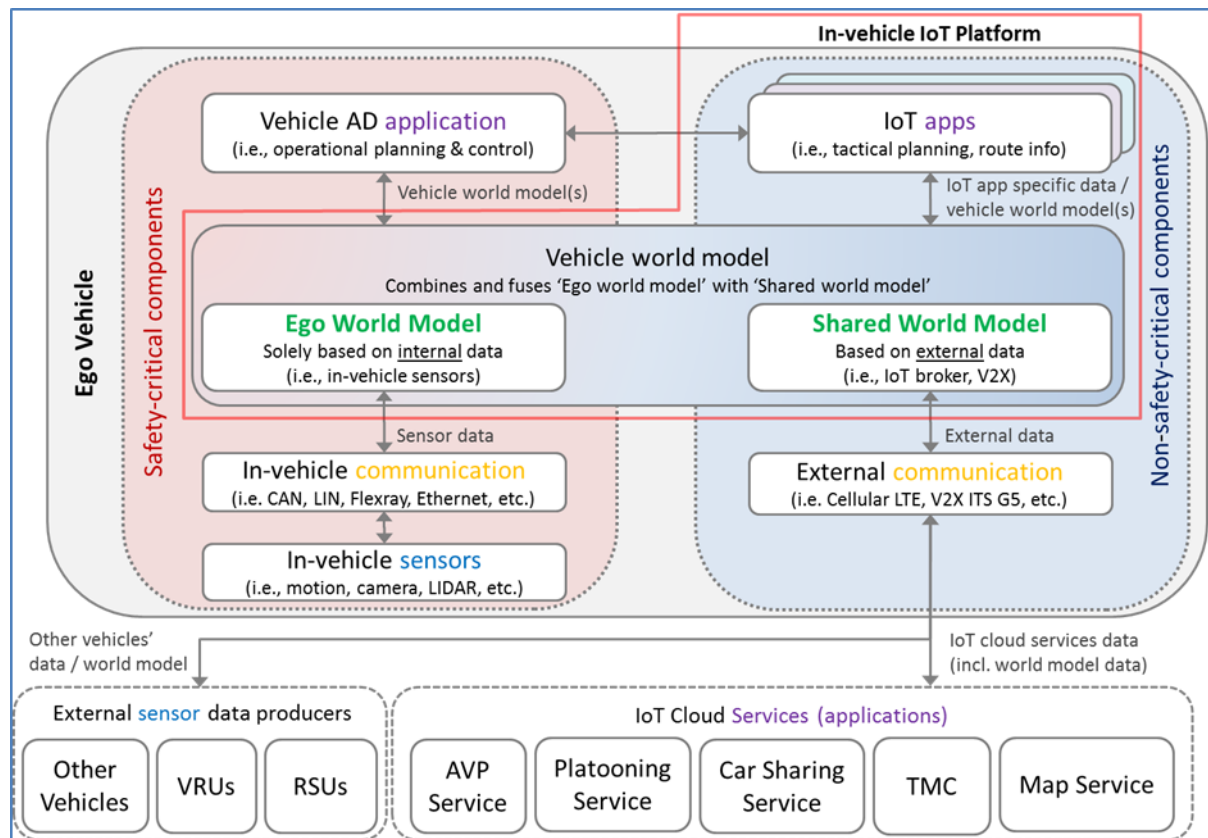 In-vehicle IoT Platform
Ego Vehicle
Safety-critical components
Non-safety-critical components
Vehicle AD application
(i.e., operational planning & control)
IoT apps
(i.e., tactical planning, route info)
Vehicle world model(s)
IoT app specific data /
vehicle world model(s)
Vehicle world model
Combines and fuses ‘Ego world model’ with ‘Shared world model’
Ego World Model
Solely based on internal data
(i.e., in-vehicle sensors)
Shared World Model
Based on external data
(i.e., IoT broker, V2X)
Sensor data
External data
In-vehicle communication
(i.e. CAN, LIN, Flexray, Ethernet, etc.)
External communication
(i.e. Cellular LTE, V2X ITS G5, etc.)
In-vehicle sensors
(i.e., motion, camera, LIDAR, etc.)
Other vehicles’
data / world model
IoT cloud services data
(incl. world model data)
External sensor data producers
Other
Vehicles
VRUs
RSUs
IoT Cloud Services (applications)
AVP
Service
Platooning
Service
Car Sharing
Service
TMC
Map Service